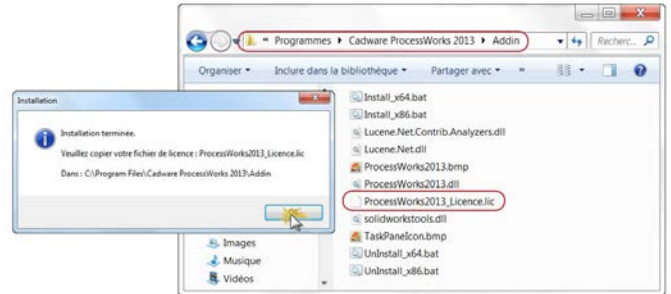 « Programmes ▸ Cadware ProcessWorks 2013 ▸ Addin
Recherc...
Organiser Inclure dans la bibliothèque Partager avec »
Install_x64.bat
Install_x86.bat
Lucene.Net.Contrib.Analyzers.dll
Lucene.Net.dll
ProcessWorks2013.bmp
ProcessWorks2013.dll
ProcessWorks2013_Licence.lic
solidworkstools.dll
TaskPaneIcon.bmp
UnInstall_x64.bat
UnInstall_x86.bat
Images
Musique
Vidéos
Installation
Installation terminée.
Veuillez copier votre fichier de licence : ProcessWorks2013_Licence.lic
Dans : C:\Program Files\Cadware ProcessWorks 2013\Addin